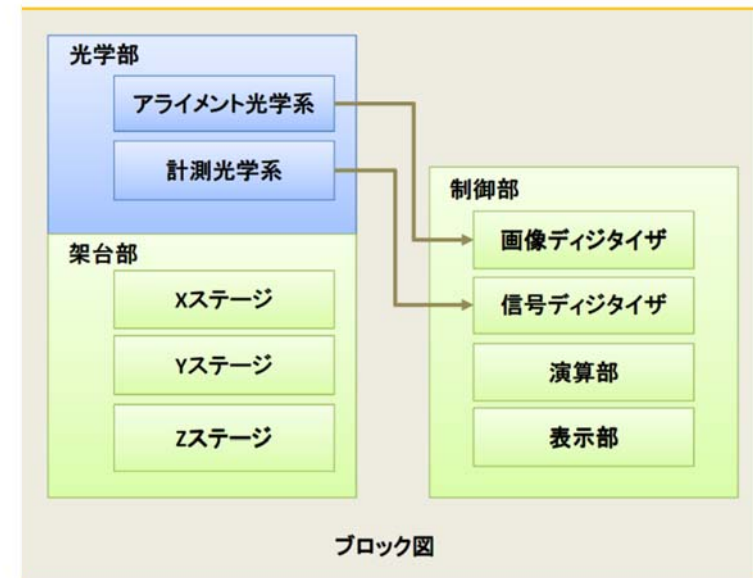 光学部
アライメント光学系
計測光学系
架台部
Xステージ
Yステージ
Zステージ
制御部
画像ディジタイザ
信号ディジタイザ
演算部
表示部
ブロック図